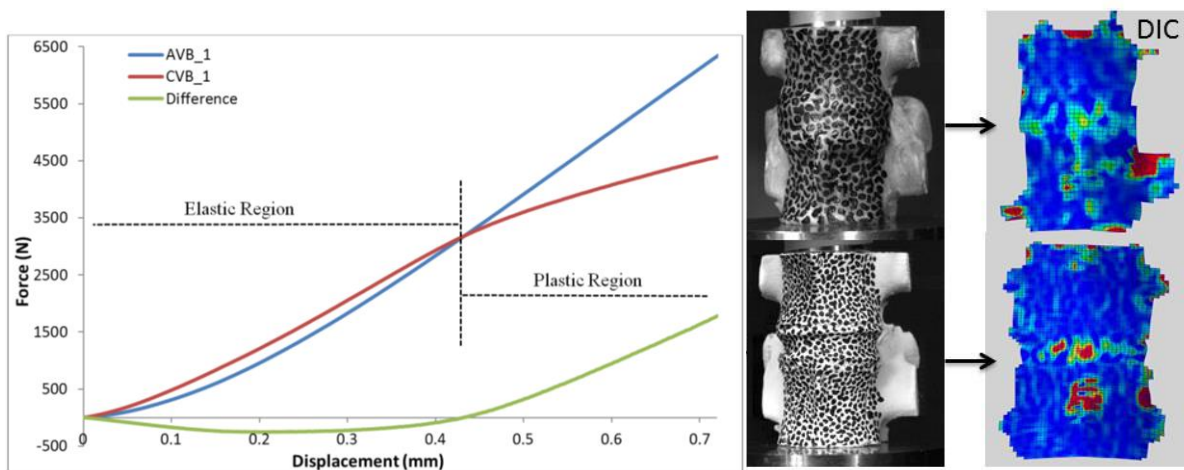 6500
5500
4500
3500
2500
1500
500
-500
Force (N)
AVB_1
CVB_1
Difference
Elastic Region
Plastic Region
0
0.1
0.2
0.3
0.4
0.5
0.6
0.7
Displacement (mm)
DIC